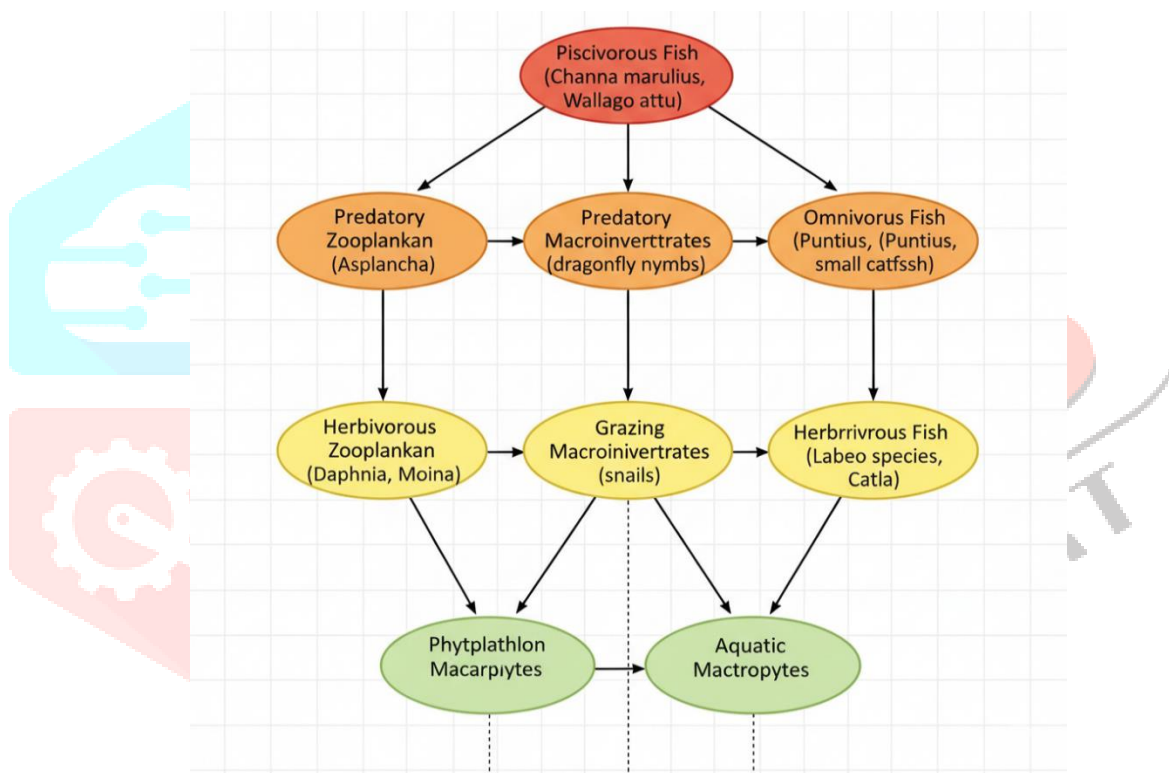 Piscivorous Fish
(Channa marulius,
Wallago attu)
Predatory
Zooplankan
(Asplancha)
Predatory
Macroinverttrates
(dragonfly nymbs)
Omnivorus Fish
(Puntius, (Puntius,
small catfssh)
Herbivorous
Zooplankan
(Daphnia, Moina)
Grazing
Macroinivertrates
(snails)
Herbrrivrous Fish
(Labeo species,
Catla)
Phytplathlon
Macarpıytes
Aquatic
Mactropytes